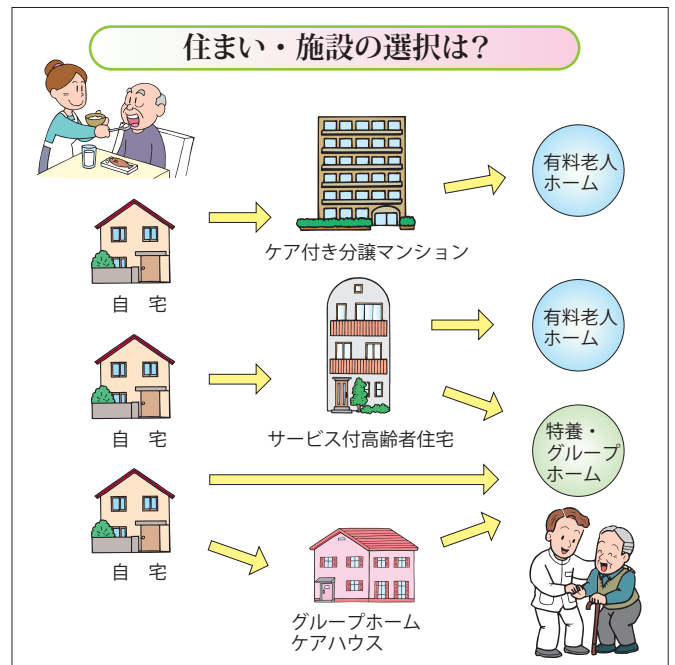 住まい・施設の選択は?
有料老人
ホーム
ケア付き分譲マンション
自 宅
有料老人
ホーム
サービス付高齢者住宅
自 宅
特養・
グループ
ホーム
自 宅
グループホーム
ケアハウス